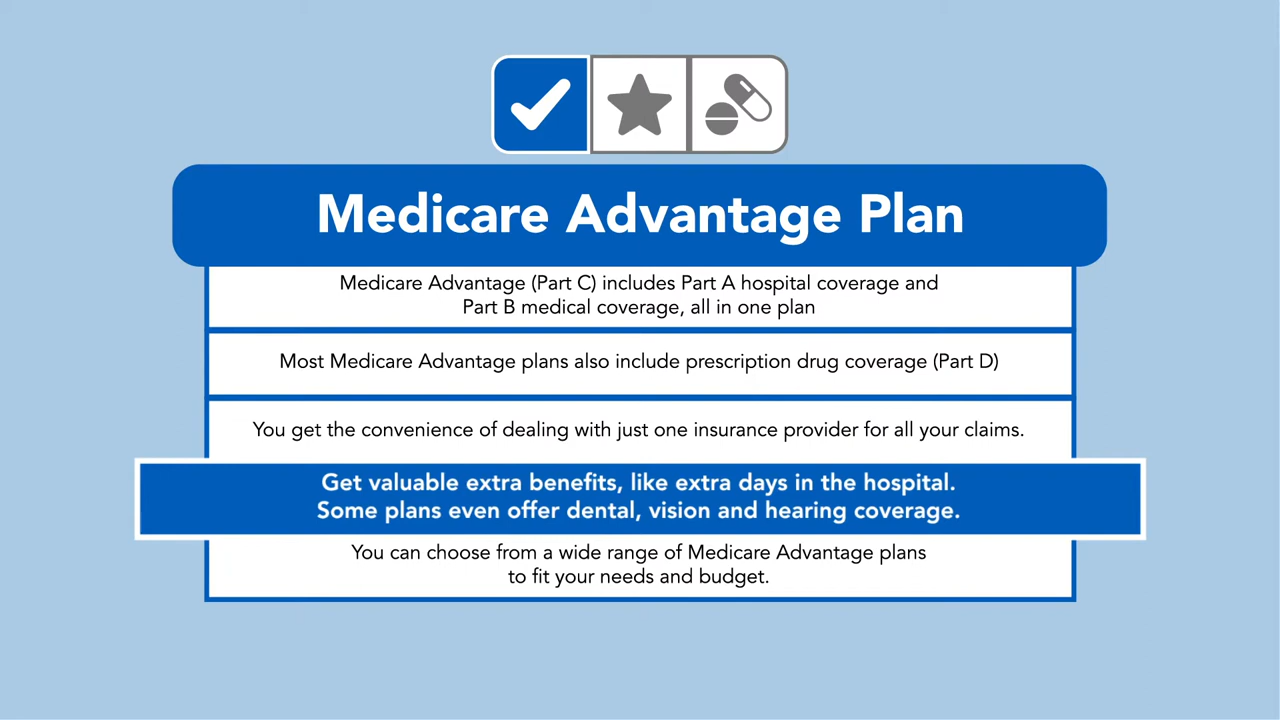 Medicare Advantage Plan
Medicare Advantage (Part C) includes Part A hospital coverage and
Part B medical coverage, all in one plan
Most Medicare Advantage plans also include prescription drug coverage (Part D)
You get the convenience of dealing with just one insurance provider for all your claims.
Get valuable extra benefits, like extra days in the hospital.
Some plans even offer dental, vision and hearing coverage.
You can choose from a wide range of Medicare Advantage plans
to fit your needs and budget.